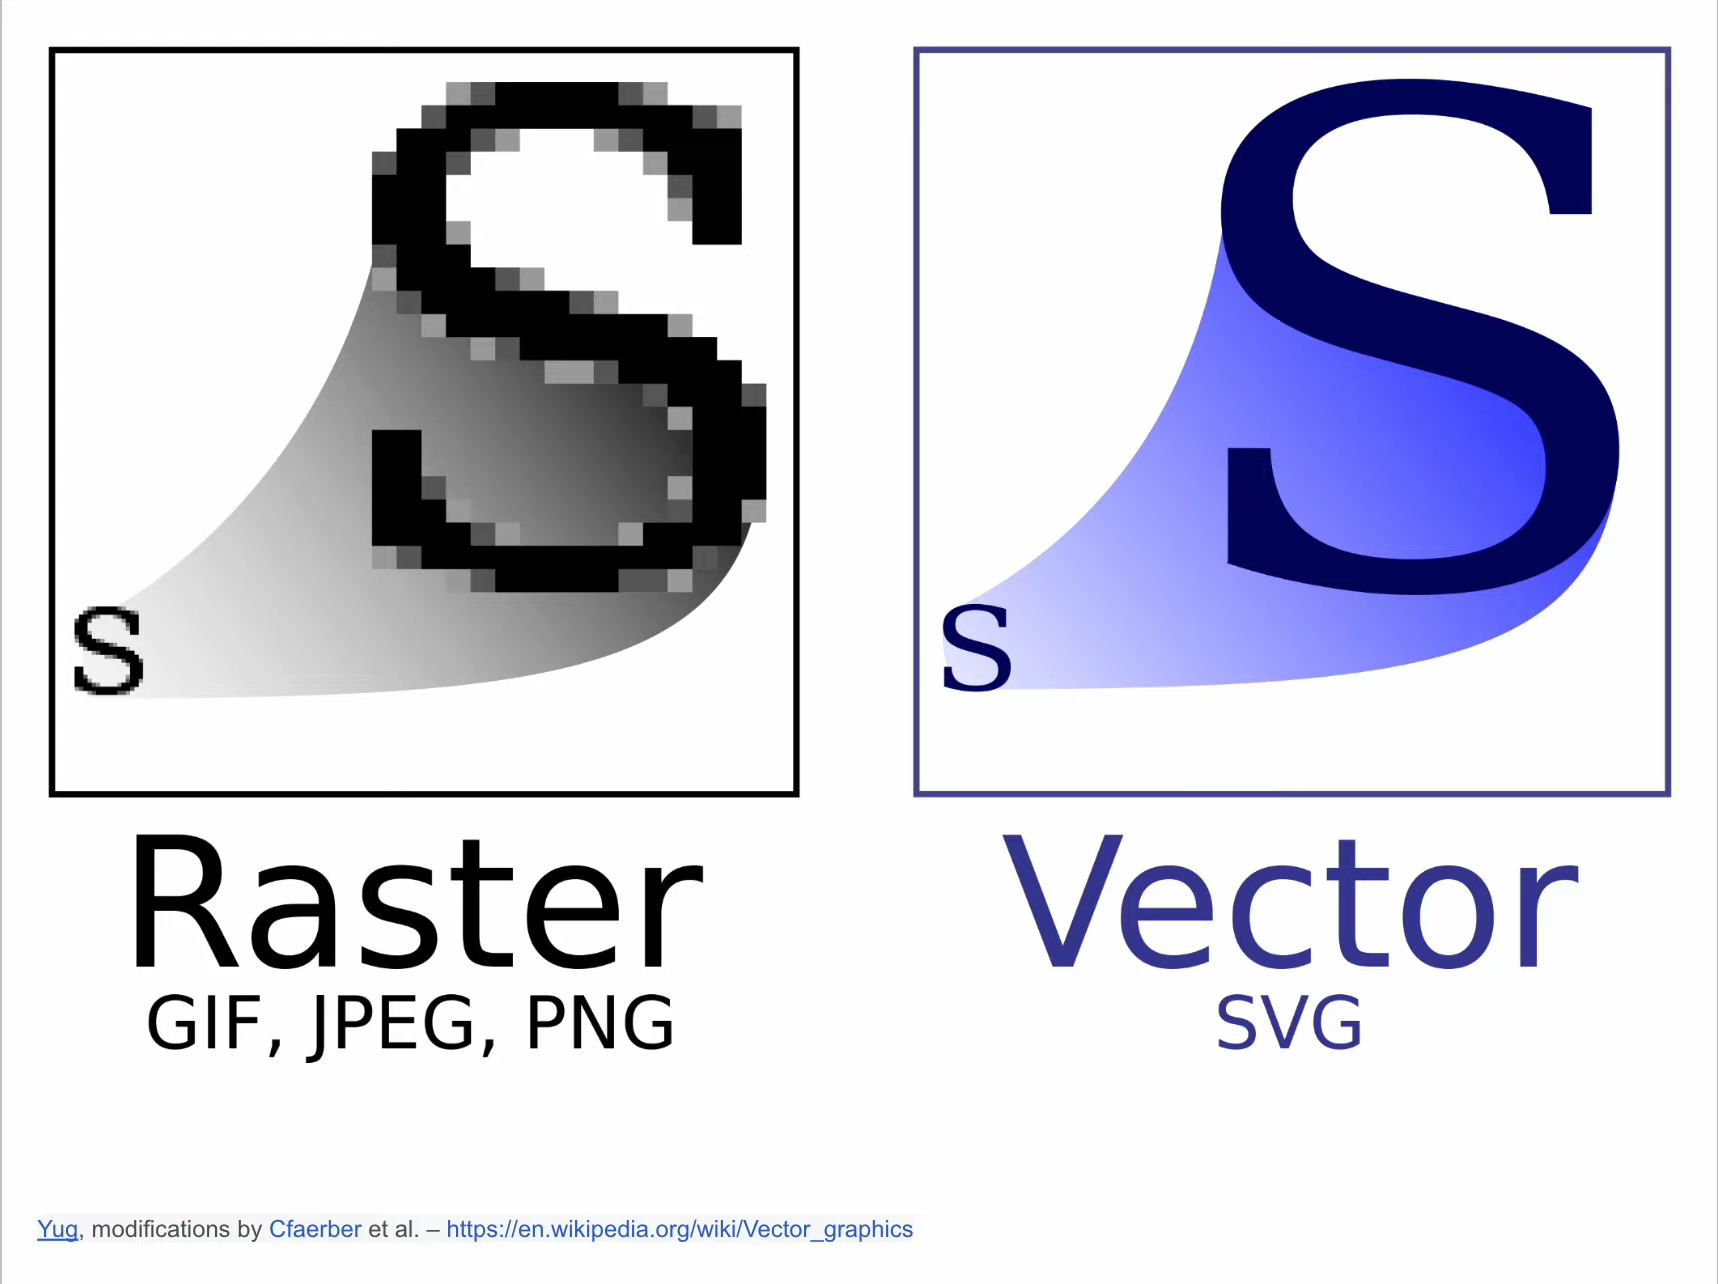 S
S
S
S
Raster
Vector
GIF, JPEG, PNG
SVG
Yug, modifications by Cfaerber et al. – https://en.wikipedia.org/wiki/Vector_graphics